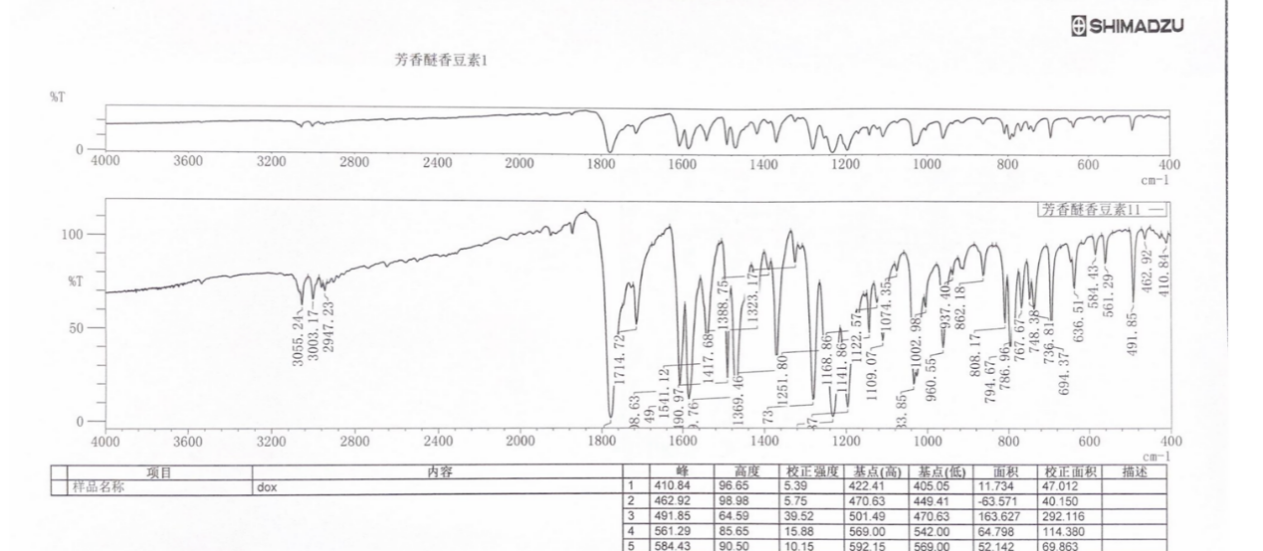 SHIMADZU
芳香醚香豆素1
%T
0
4000 3600 3200 2800 2400 2000 1800 1600 1400 1200 1000 800 600 400
cm-1
芳香醚香豆素11
100
%T
50
0
3055.24
3003.17
2947.23
1714.72
1541.12
1417.68
1388.75
1369.46
1323.17
1251.80
1168.86
1141.86
1122.57
1109.07
1074.35
1002.98
960.55
937.40
862.18
808.17
794.67
786.96
767.67
748.38
736.81
694.37
636.51
584.43
561.29
491.85
462.92
410.84
4000 3600 3200 2800 2400 2000 1800 1600 1400 1200 1000 800 600 400
cm-1
项目 内容
样品名称 dox
峰 高度 校正强度 基点(高) 基点(低) 面积 校正面积 描述
1 410.84 96.65 5.39 422.41 405.05 11.734 47.012
2 462.92 98.98 5.75 470.63 449.41 -63.571 40.150
3 491.85 64.59 39.52 501.49 470.63 163.627 292.116
4 561.29 85.65 15.88 569.00 542.00 64.798 114.380
5 584.43 90.50 10.15 592.15 569.00 52.142 69.863